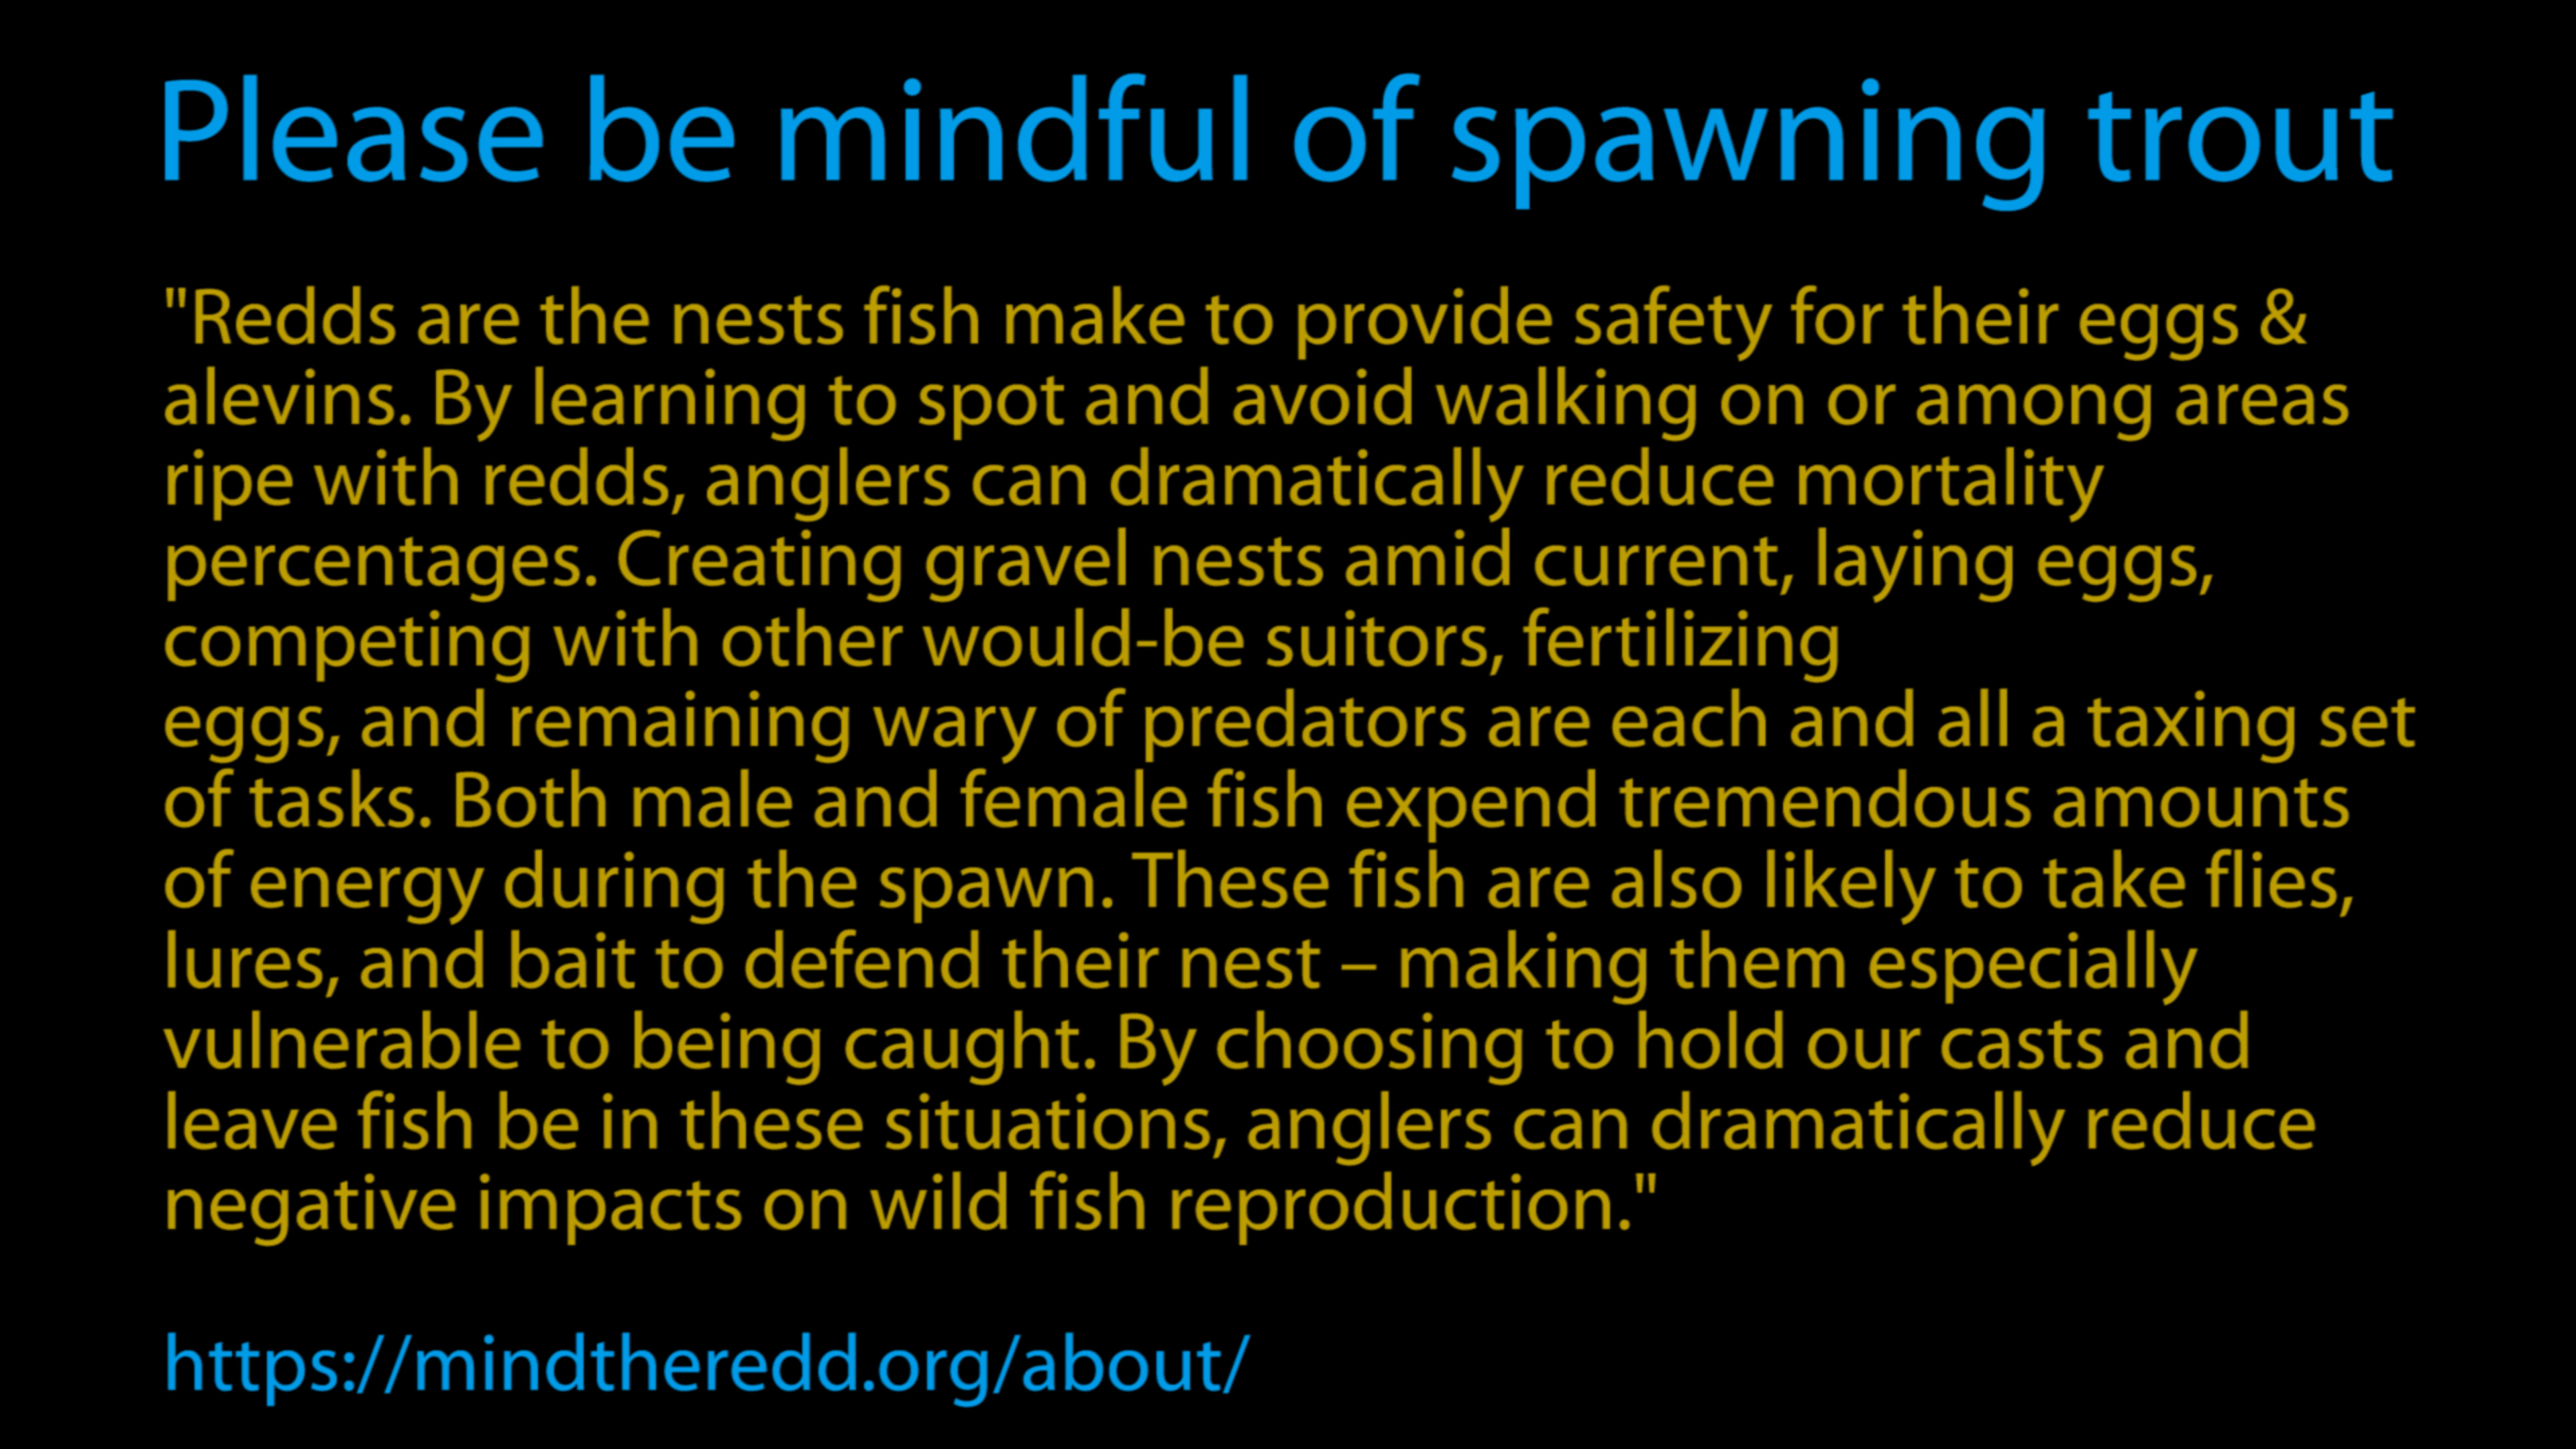 Please be mindful of spawning trout
"Redds are the nests fish make to provide safety for their eggs &
alevins. By learning to spot and avoid walking on or among areas
ripe with redds, anglers can dramatically reduce mortality
percentages. Creating gravel nests amid current, laying eggs,
competing with other would-be suitors, fertilizing
eggs, and remaining wary of predators are each and all a taxing set
of tasks. Both male and female fish expend tremendous amounts
of energy during the spawn. These fish are also likely to take flies,
lures, and bait to defend their nest – making them especially
vulnerable to being caught. By choosing to hold our casts and
leave fish be in these situations, anglers can dramatically reduce
negative impacts on wild fish reproduction."
https://mindtheredd.org/about/